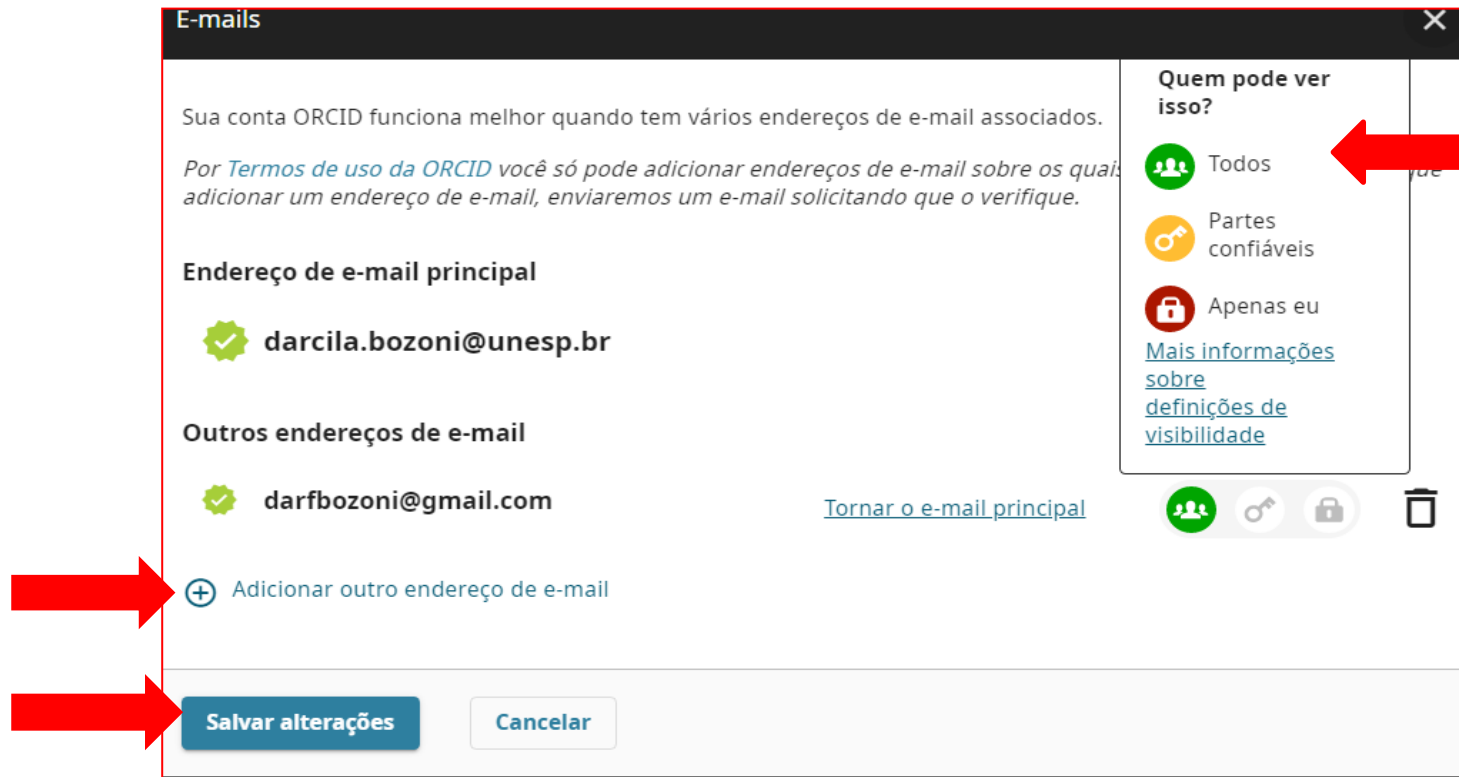 E-mails
Sua conta ORCID funciona melhor quando tem vários endereços de e-mail associados.
Por Termos de uso da ORCID você só pode adicionar endereços de e-mail sobre os quais
adicionar um endereço de e-mail, enviaremos um e-mail solicitando que o verifique.
Quem pode ver
isso?
Todos
Partes
confiáveis
Apenas eu
Mais informações
sobre
definições de
visibilidade
Endereço de e-mail principal
darcila.bozoni@unesp.br
Outros endereços de e-mail
darfbozoni@gmail.com
Tornar o e-mail principal
Adicionar outro endereço de e-mail
Salvar alterações
Cancelar